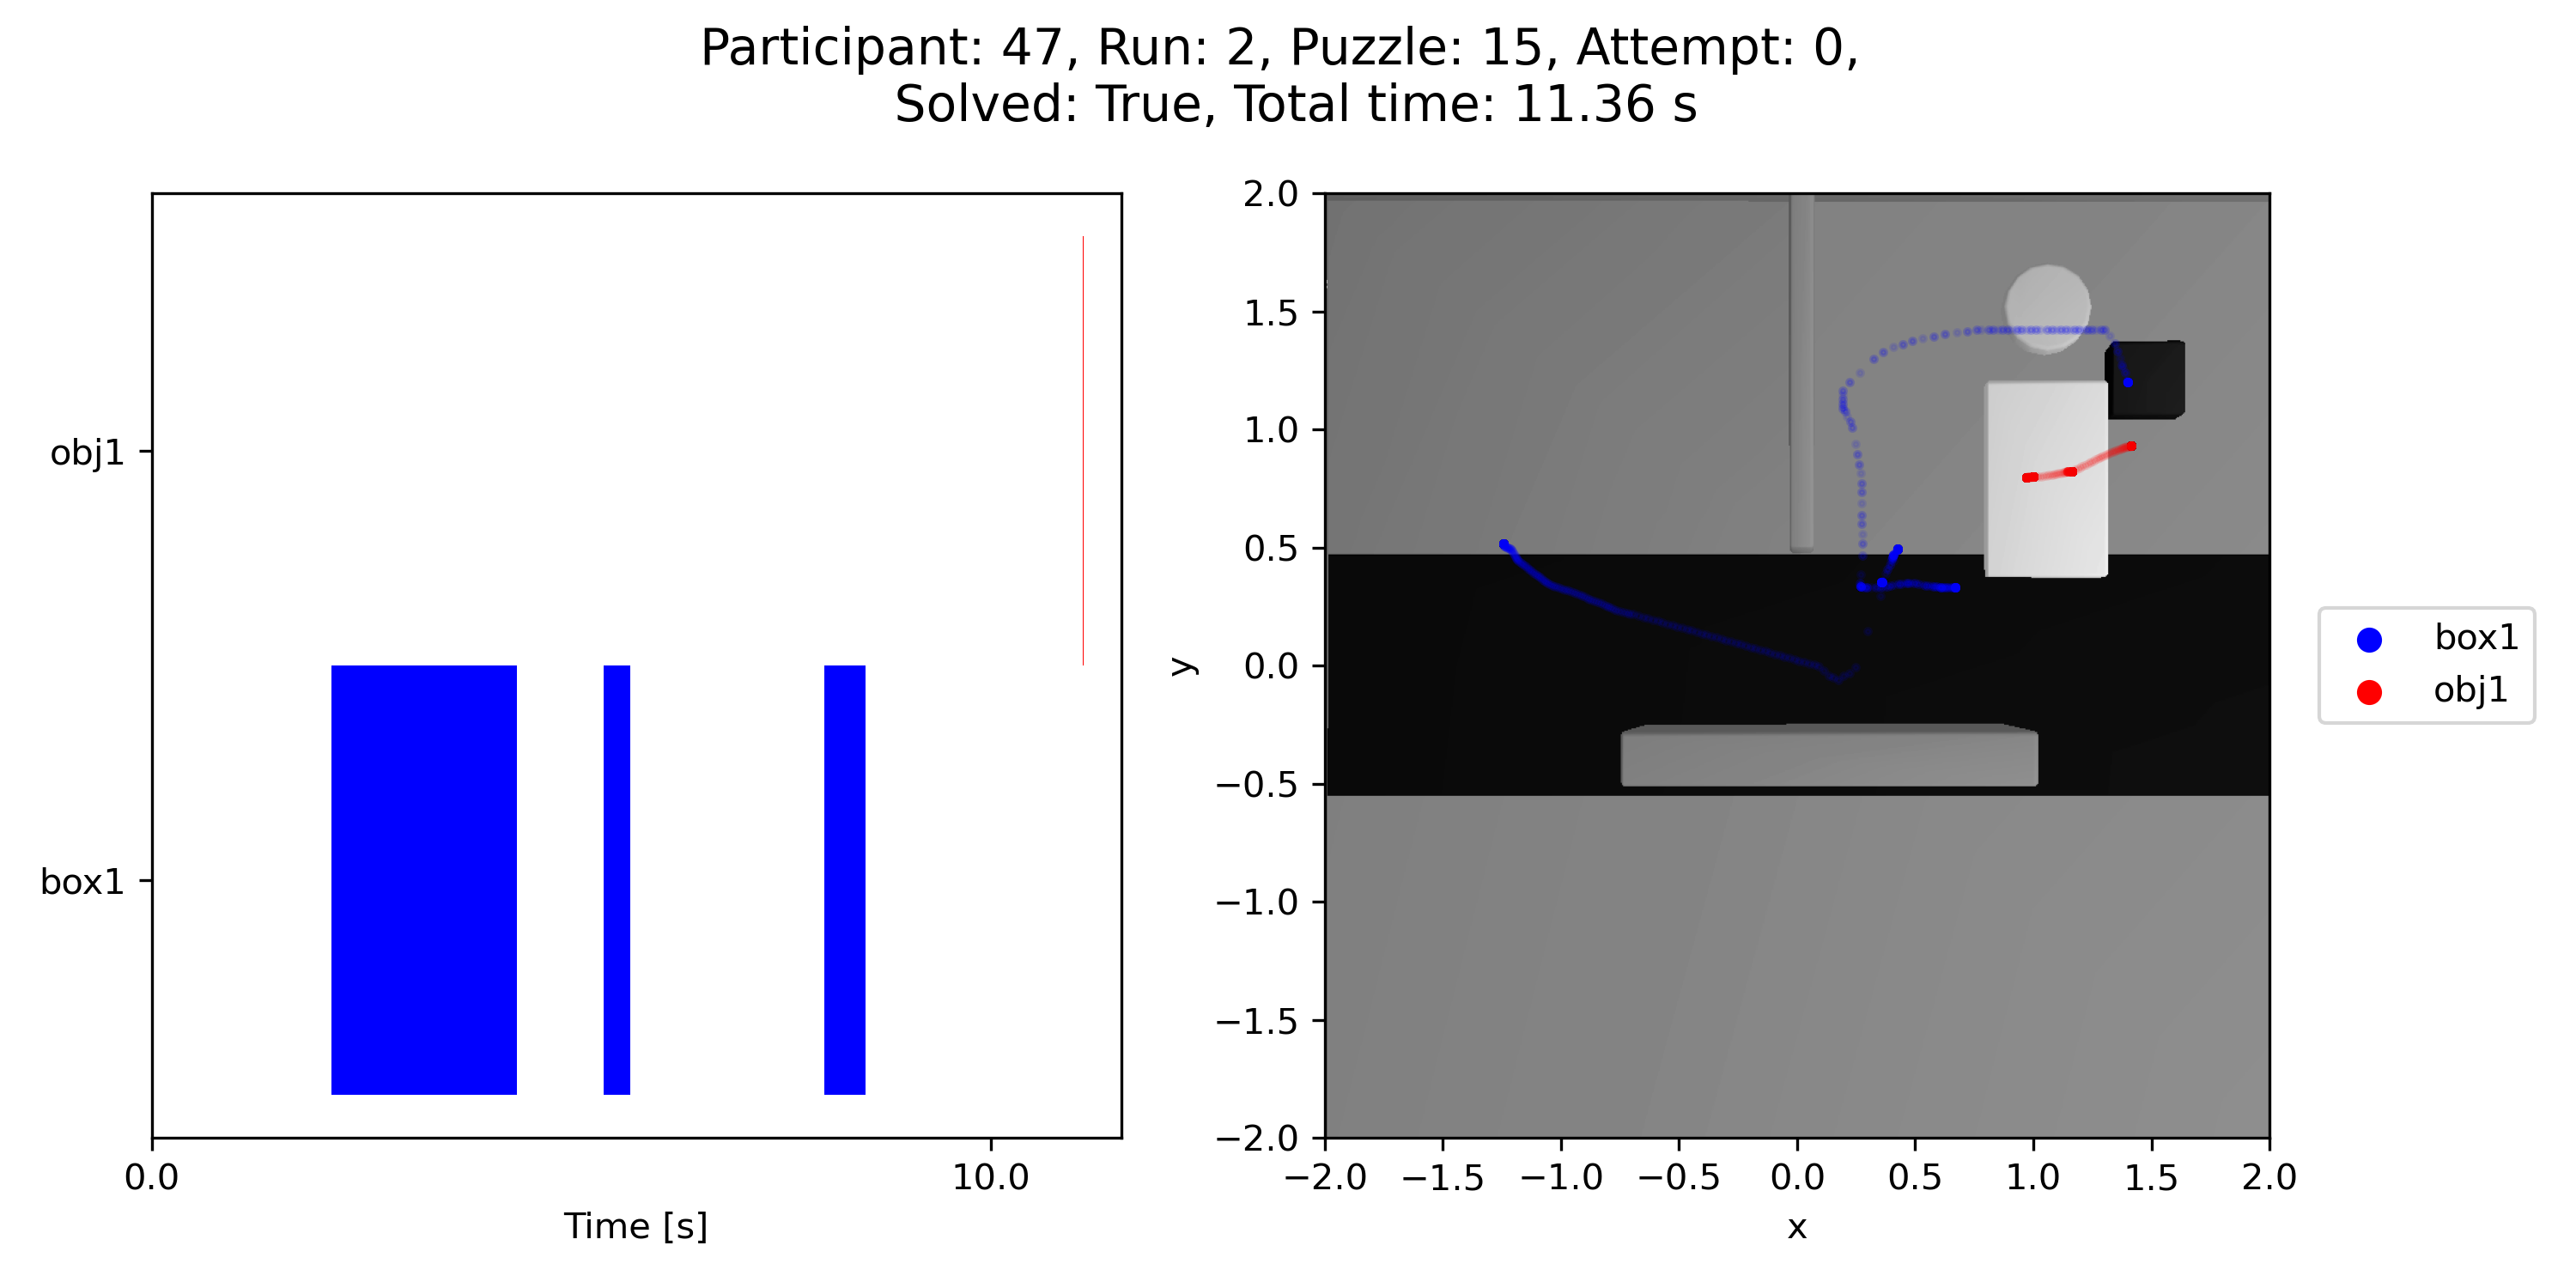 Participant: 47, Run: 2, Puzzle: 15, Attempt: 0,
Solved: True, Total time: 11.36 s
obj1
box1
0.0
10.0
Time [s]
2.0
1.5
1.0
0.5
0.0
−0.5
−1.0
−1.5
−2.0
y
−2.0
−1.5
−1.0
−0.5
0.0
0.5
1.0
1.5
2.0
x
box1
obj1